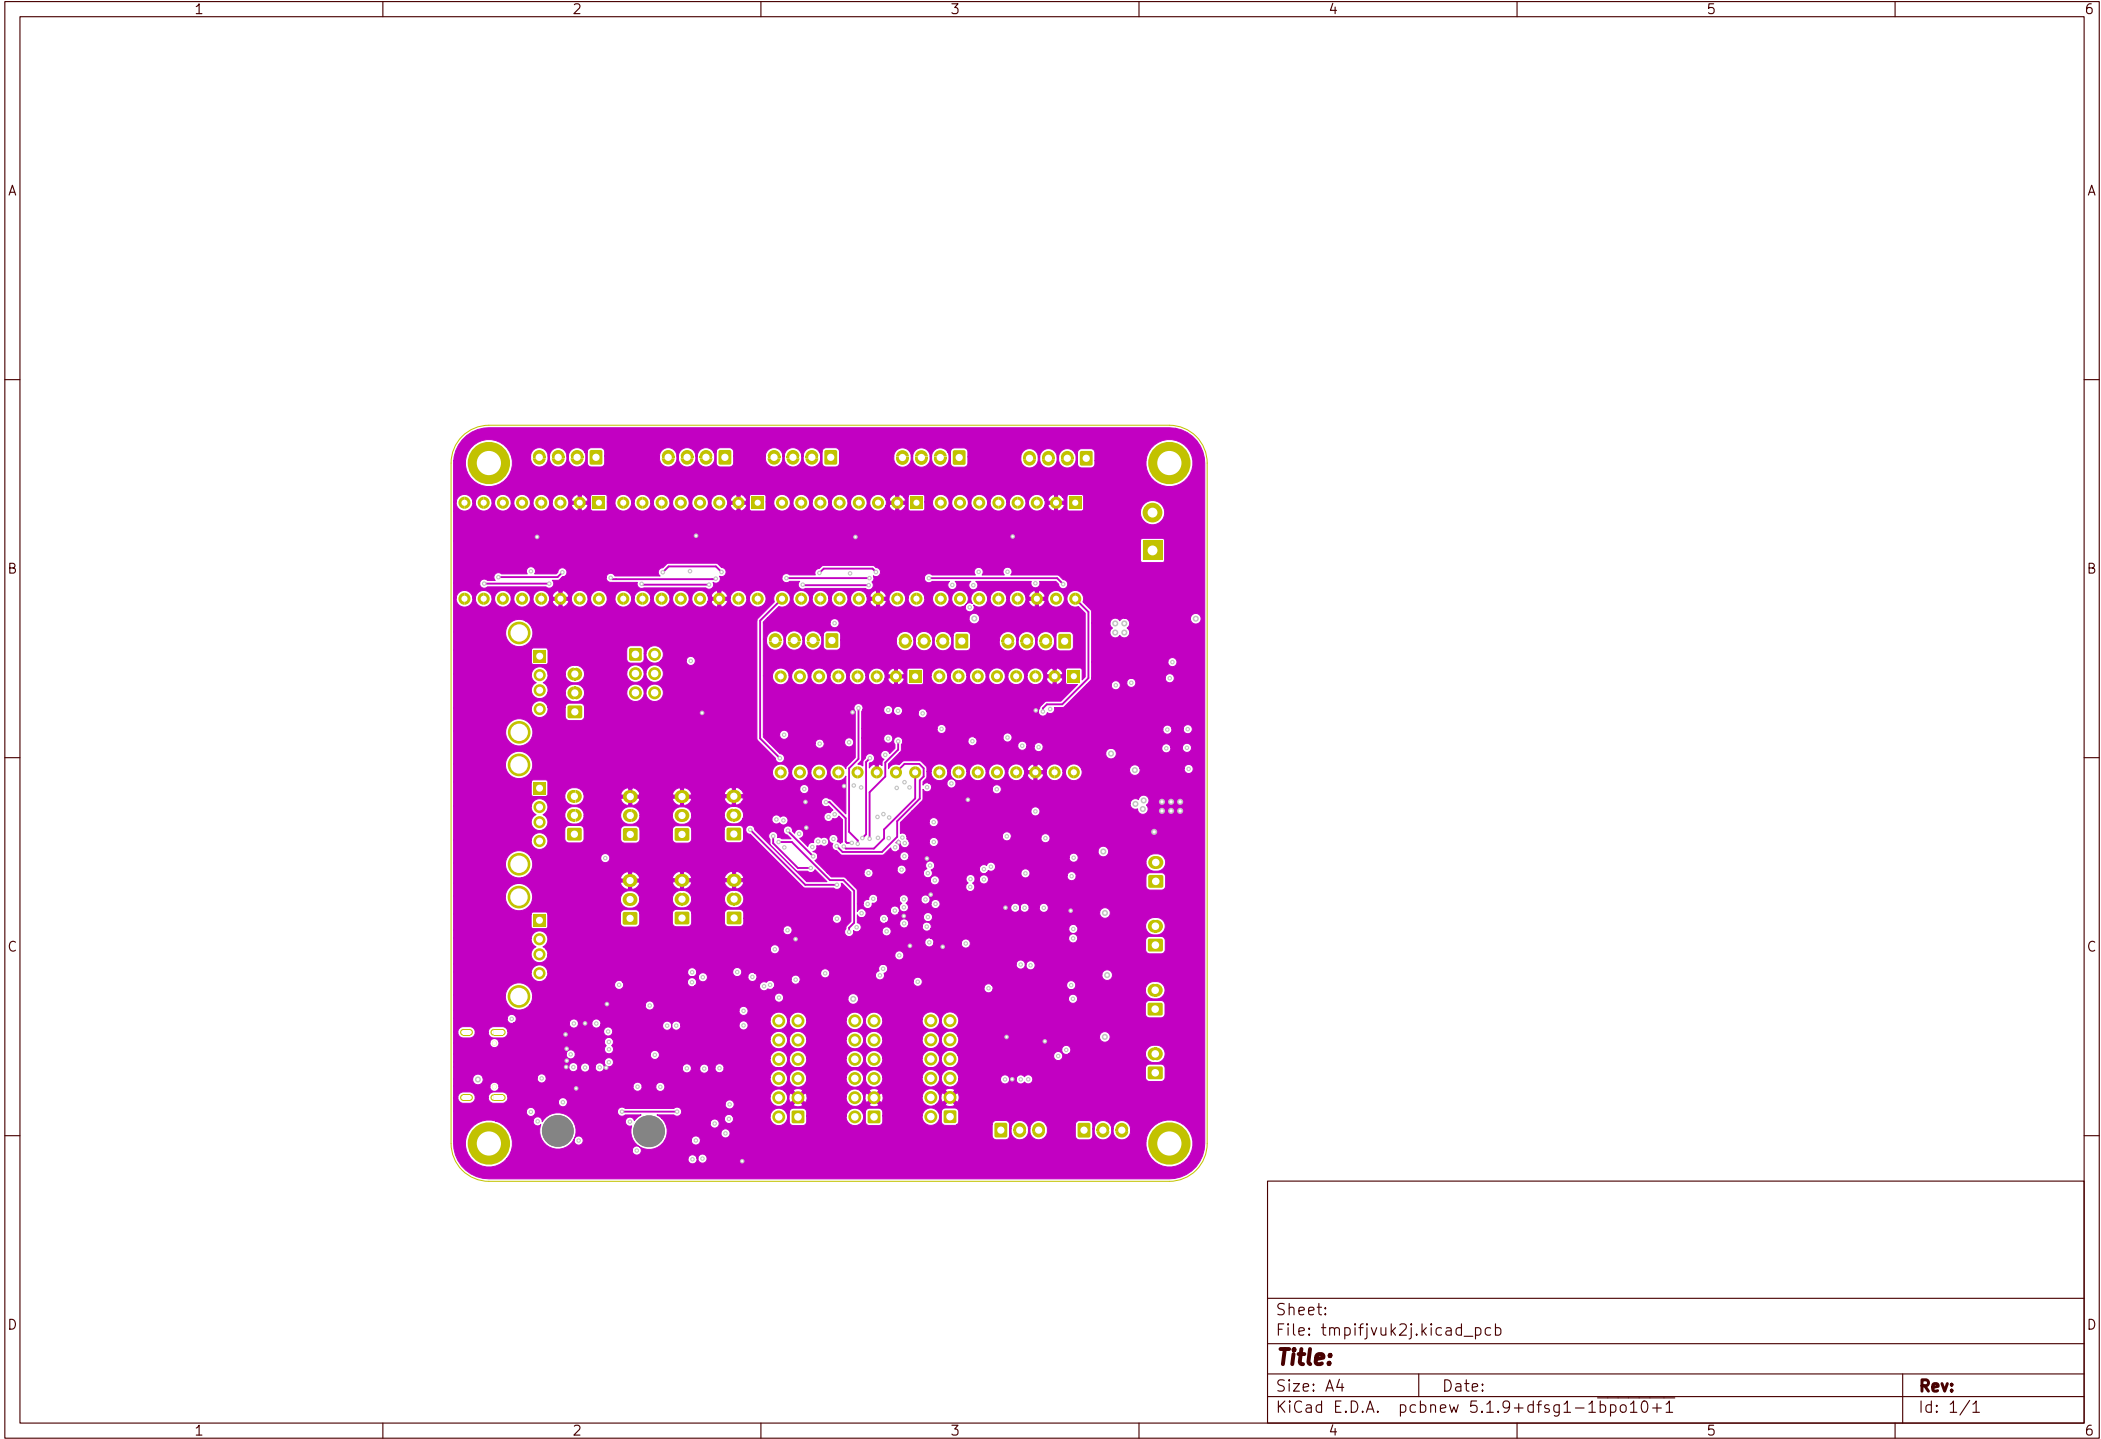 1 2 3 4 5 6
A A
B B
C C
D D
Sheet:
File: tmpifjvuk2j.kicad_pcb
Title:
Size: A4 Date: Rev:
KiCad E.D.A. pcbnew 5.1.9+dfsg1-1bpo10+1 Id: 1/1
1 2 3 4 5 6